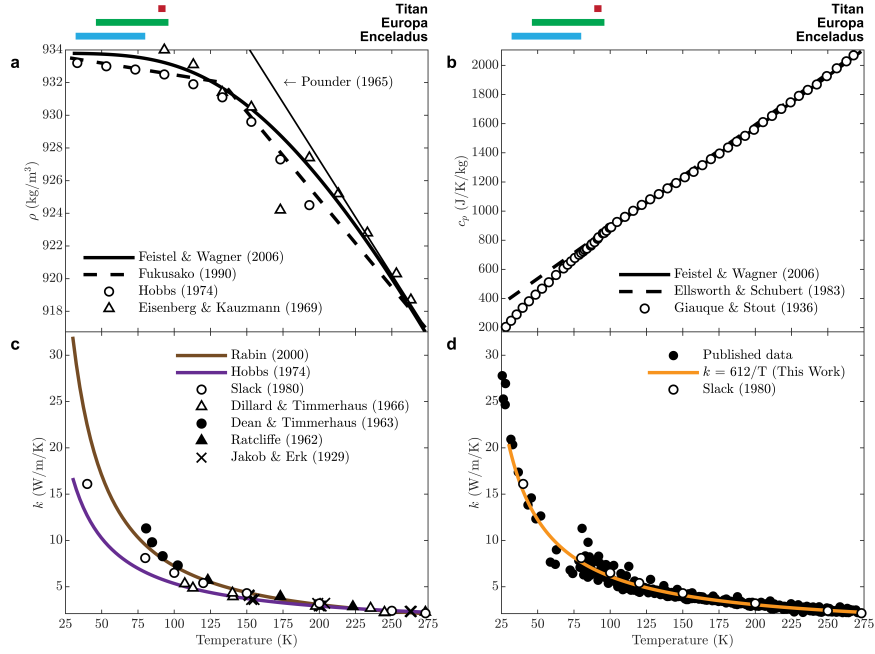 Titan
Europa
Enceladus
Titan
Europa
Enceladus
a
934
932
930
928
926
924
922
920
918
ρ (kg/m³)
← Pounder (1965)
Feistel & Wagner (2006)
Fukusako (1990)
Hobbs (1974)
Eisenberg & Kauzmann (1969)
b
2000
1800
1600
1400
1200
1000
800
600
400
200
cₚ (J/K/kg)
Feistel & Wagner (2006)
Ellsworth & Schubert (1983)
Giauque & Stout (1936)
c
30
25
20
15
10
5
k (W/m/K)
Rabin (2000)
Hobbs (1974)
Slack (1980)
Dillard & Timmerhaus (1966)
Dean & Timmerhaus (1963)
Ratcliffe (1962)
Jakob & Erk (1929)
25 50 75 100 125 150 175 200 225 250 275
Temperature (K)
d
30
25
20
15
10
5
k (W/m/K)
Published data
k = 612/T (This Work)
Slack (1980)
25 50 75 100 125 150 175 200 225 250 275
Temperature (K)